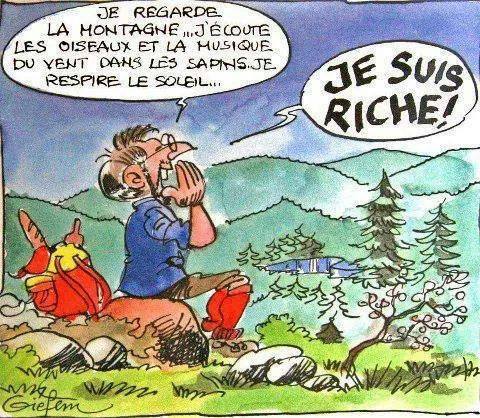 JE REGARDE
LA MONTAGNE...J'ÉCOUTE
LES OISEAUX ET LA MUSIQUE
DU VENT DANS LES SAPINS.JE
RESPIRE LE SOLEIL...
JE SUIS
RICHE!
Giefem